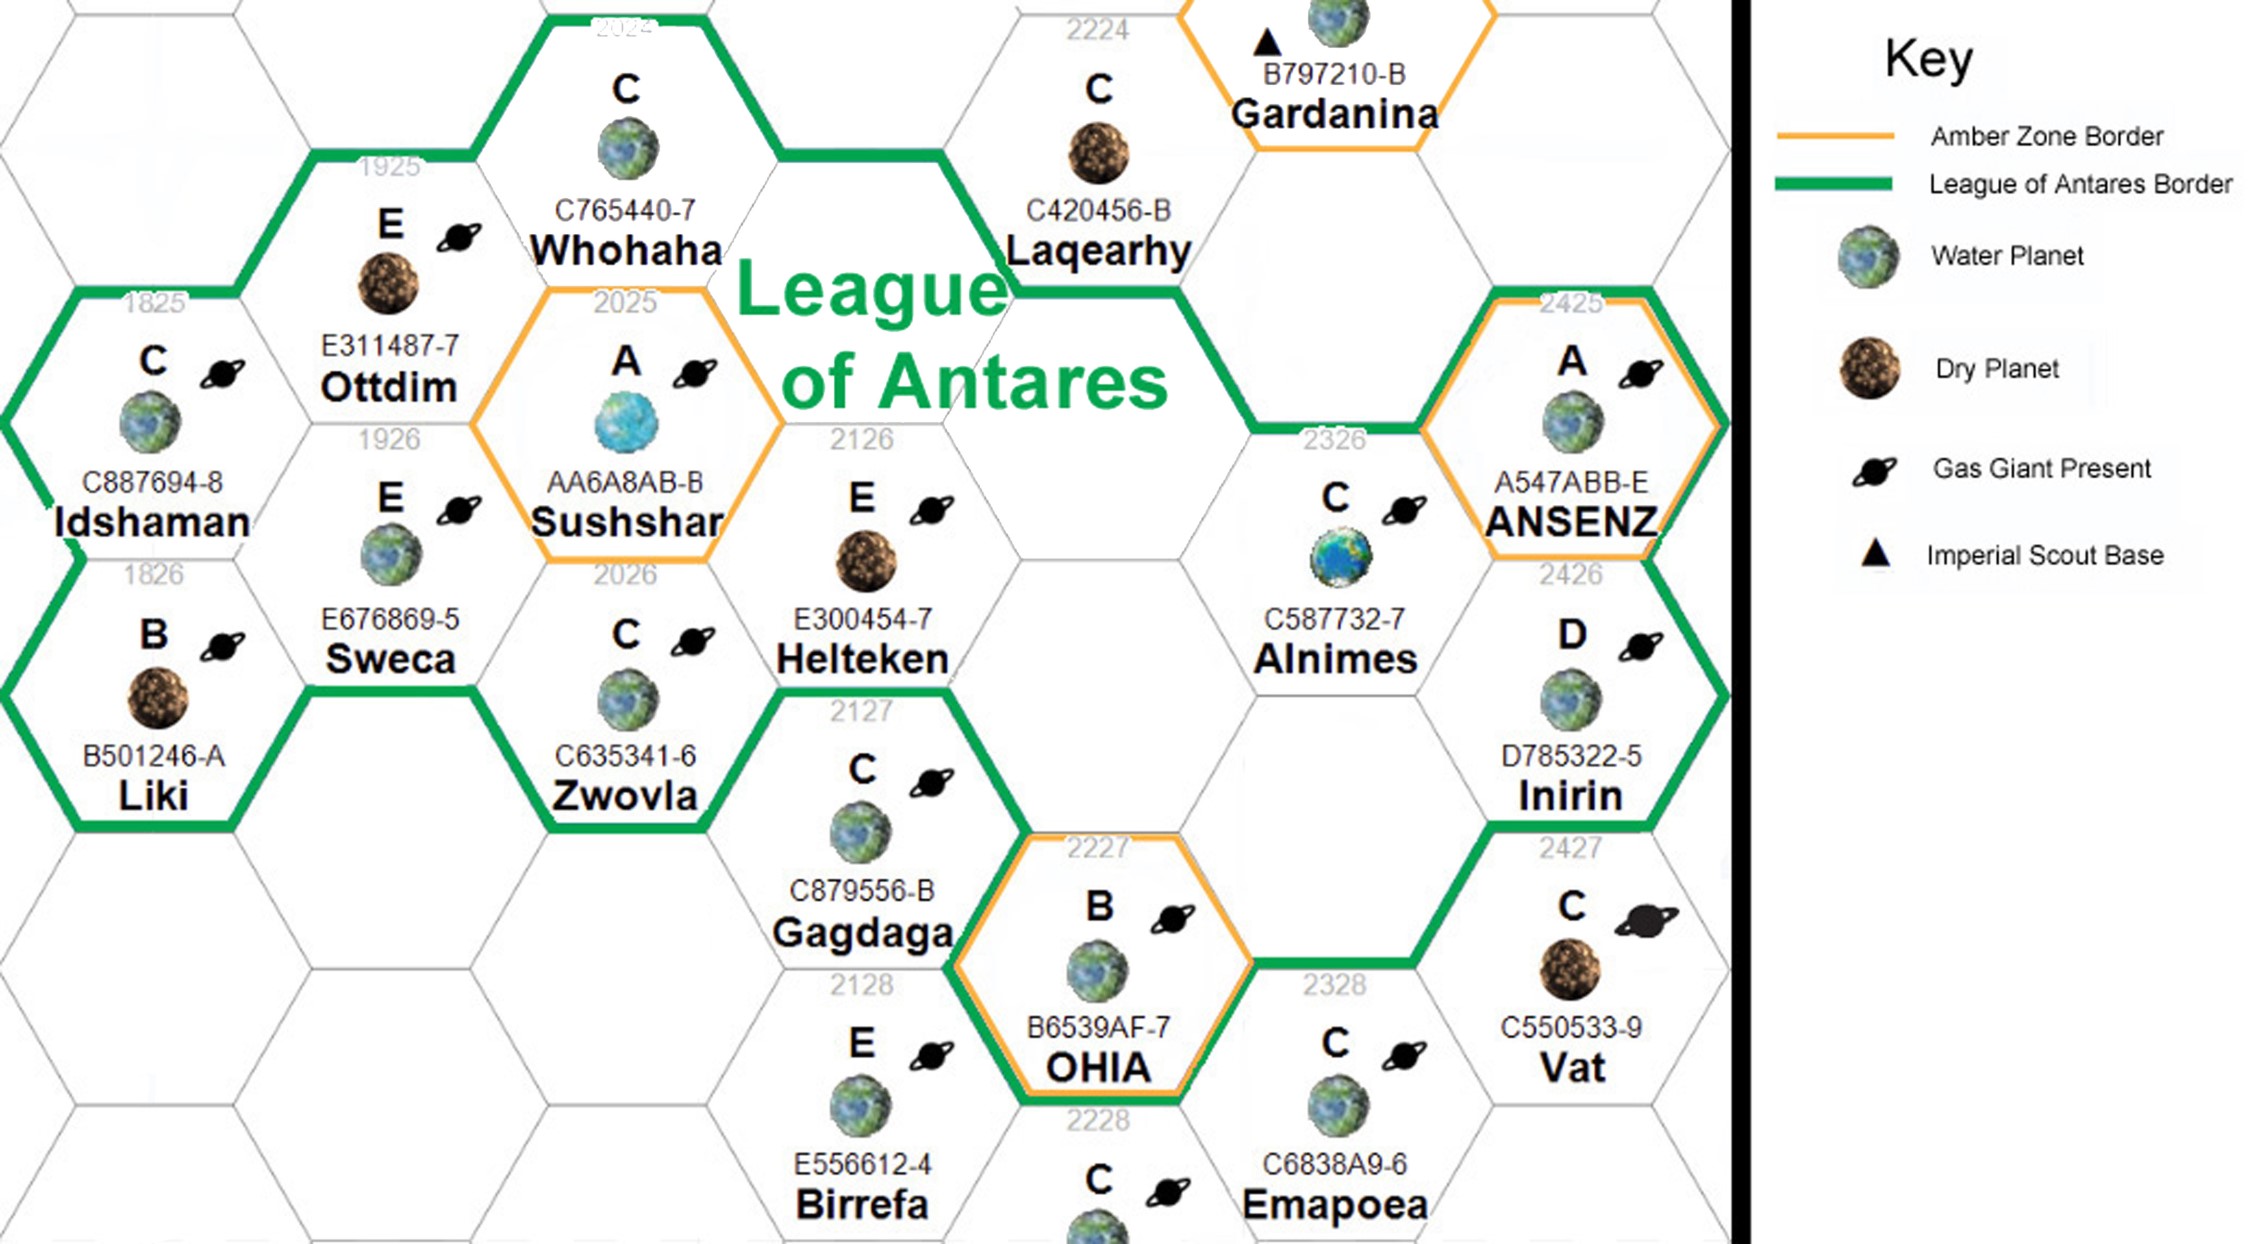 2024
C
C765440-7
Whohaha
2224
C
C420456-B
Laqearhy
B797210-B
Gardanina
1925
E
E311487-7
Ottdim
1825
C
C887694-8
Idshaman
2025
A
AA6A8AB-B
Sushshar
League
of Antares
2425
A
A547ABB-E
ANSENZ
1926
E
E676869-5
Sweca
2126
E
E300454-7
Helteken
2326
C
C587732-7
Alnimes
1826
B
B501246-A
Liki
2026
C
C635341-6
Zwovla
2426
D
D785322-5
Inirin
2127
C
C879556-B
Gagdaga
2227
B
B6539AF-7
OHIA
2427
C
C550533-9
Vat
2128
E
E556612-4
Birrefa
2328
C
C6838A9-6
Emapoea
2228
C
Key
Amber Zone Border
League of Antares Border
Water Planet
Dry Planet
Gas Giant Present
Imperial Scout Base